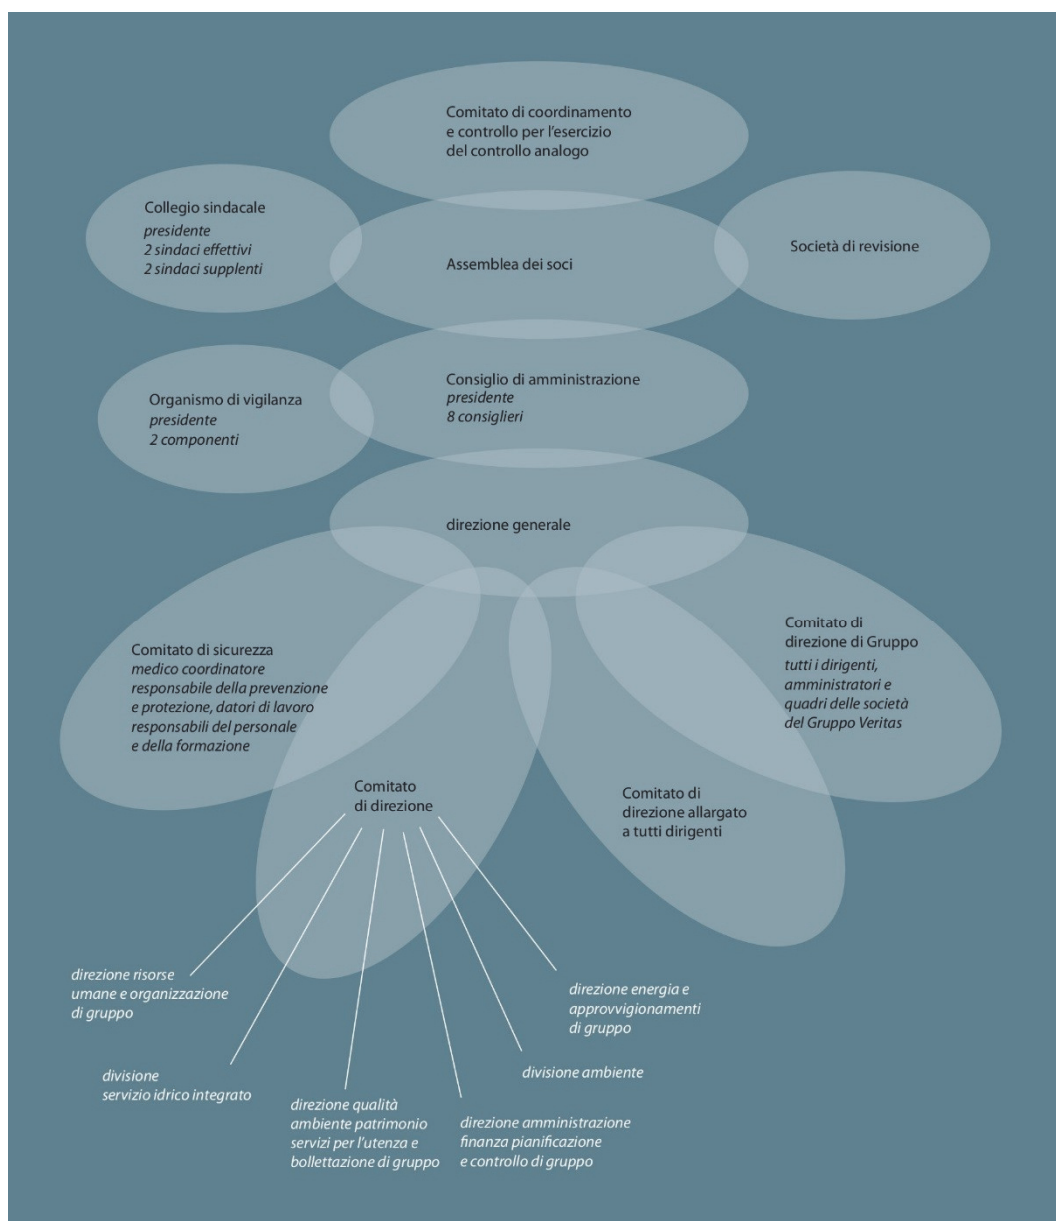 Comitato di coordinamento
e controllo per l'esercizio
del controllo analogo
Collegio sindacale
presidente
2 sindaci effettivi
2 sindaci supplenti
Assemblea dei soci
Società di revisione
Organismo di vigilanza
presidente
2 componenti
Consiglio di amministrazione
presidente
8 consiglieri
direzione generale
Comitato di sicurezza
medico coordinatore
responsabile della prevenzione
e protezione, datori di lavoro
responsabili del personale
e della formazione
Comitato di
direzione di Gruppo
tutti i dirigenti,
amministratori e
quadri delle società
del Gruppo Veritas
Comitato
di direzione
Comitato di
direzione allargato
a tutti dirigenti
direzione risorse
umane e organizzazione
di gruppo
divisione
servizio idrico integrato
direzione qualità
ambiente patrimonio
servizi per l'utenza e
bollettazione di gruppo
direzione amministrazione
finanza pianificazione
e controllo di gruppo
divisione ambiente
direzione energia e
approvvigionamenti
di gruppo